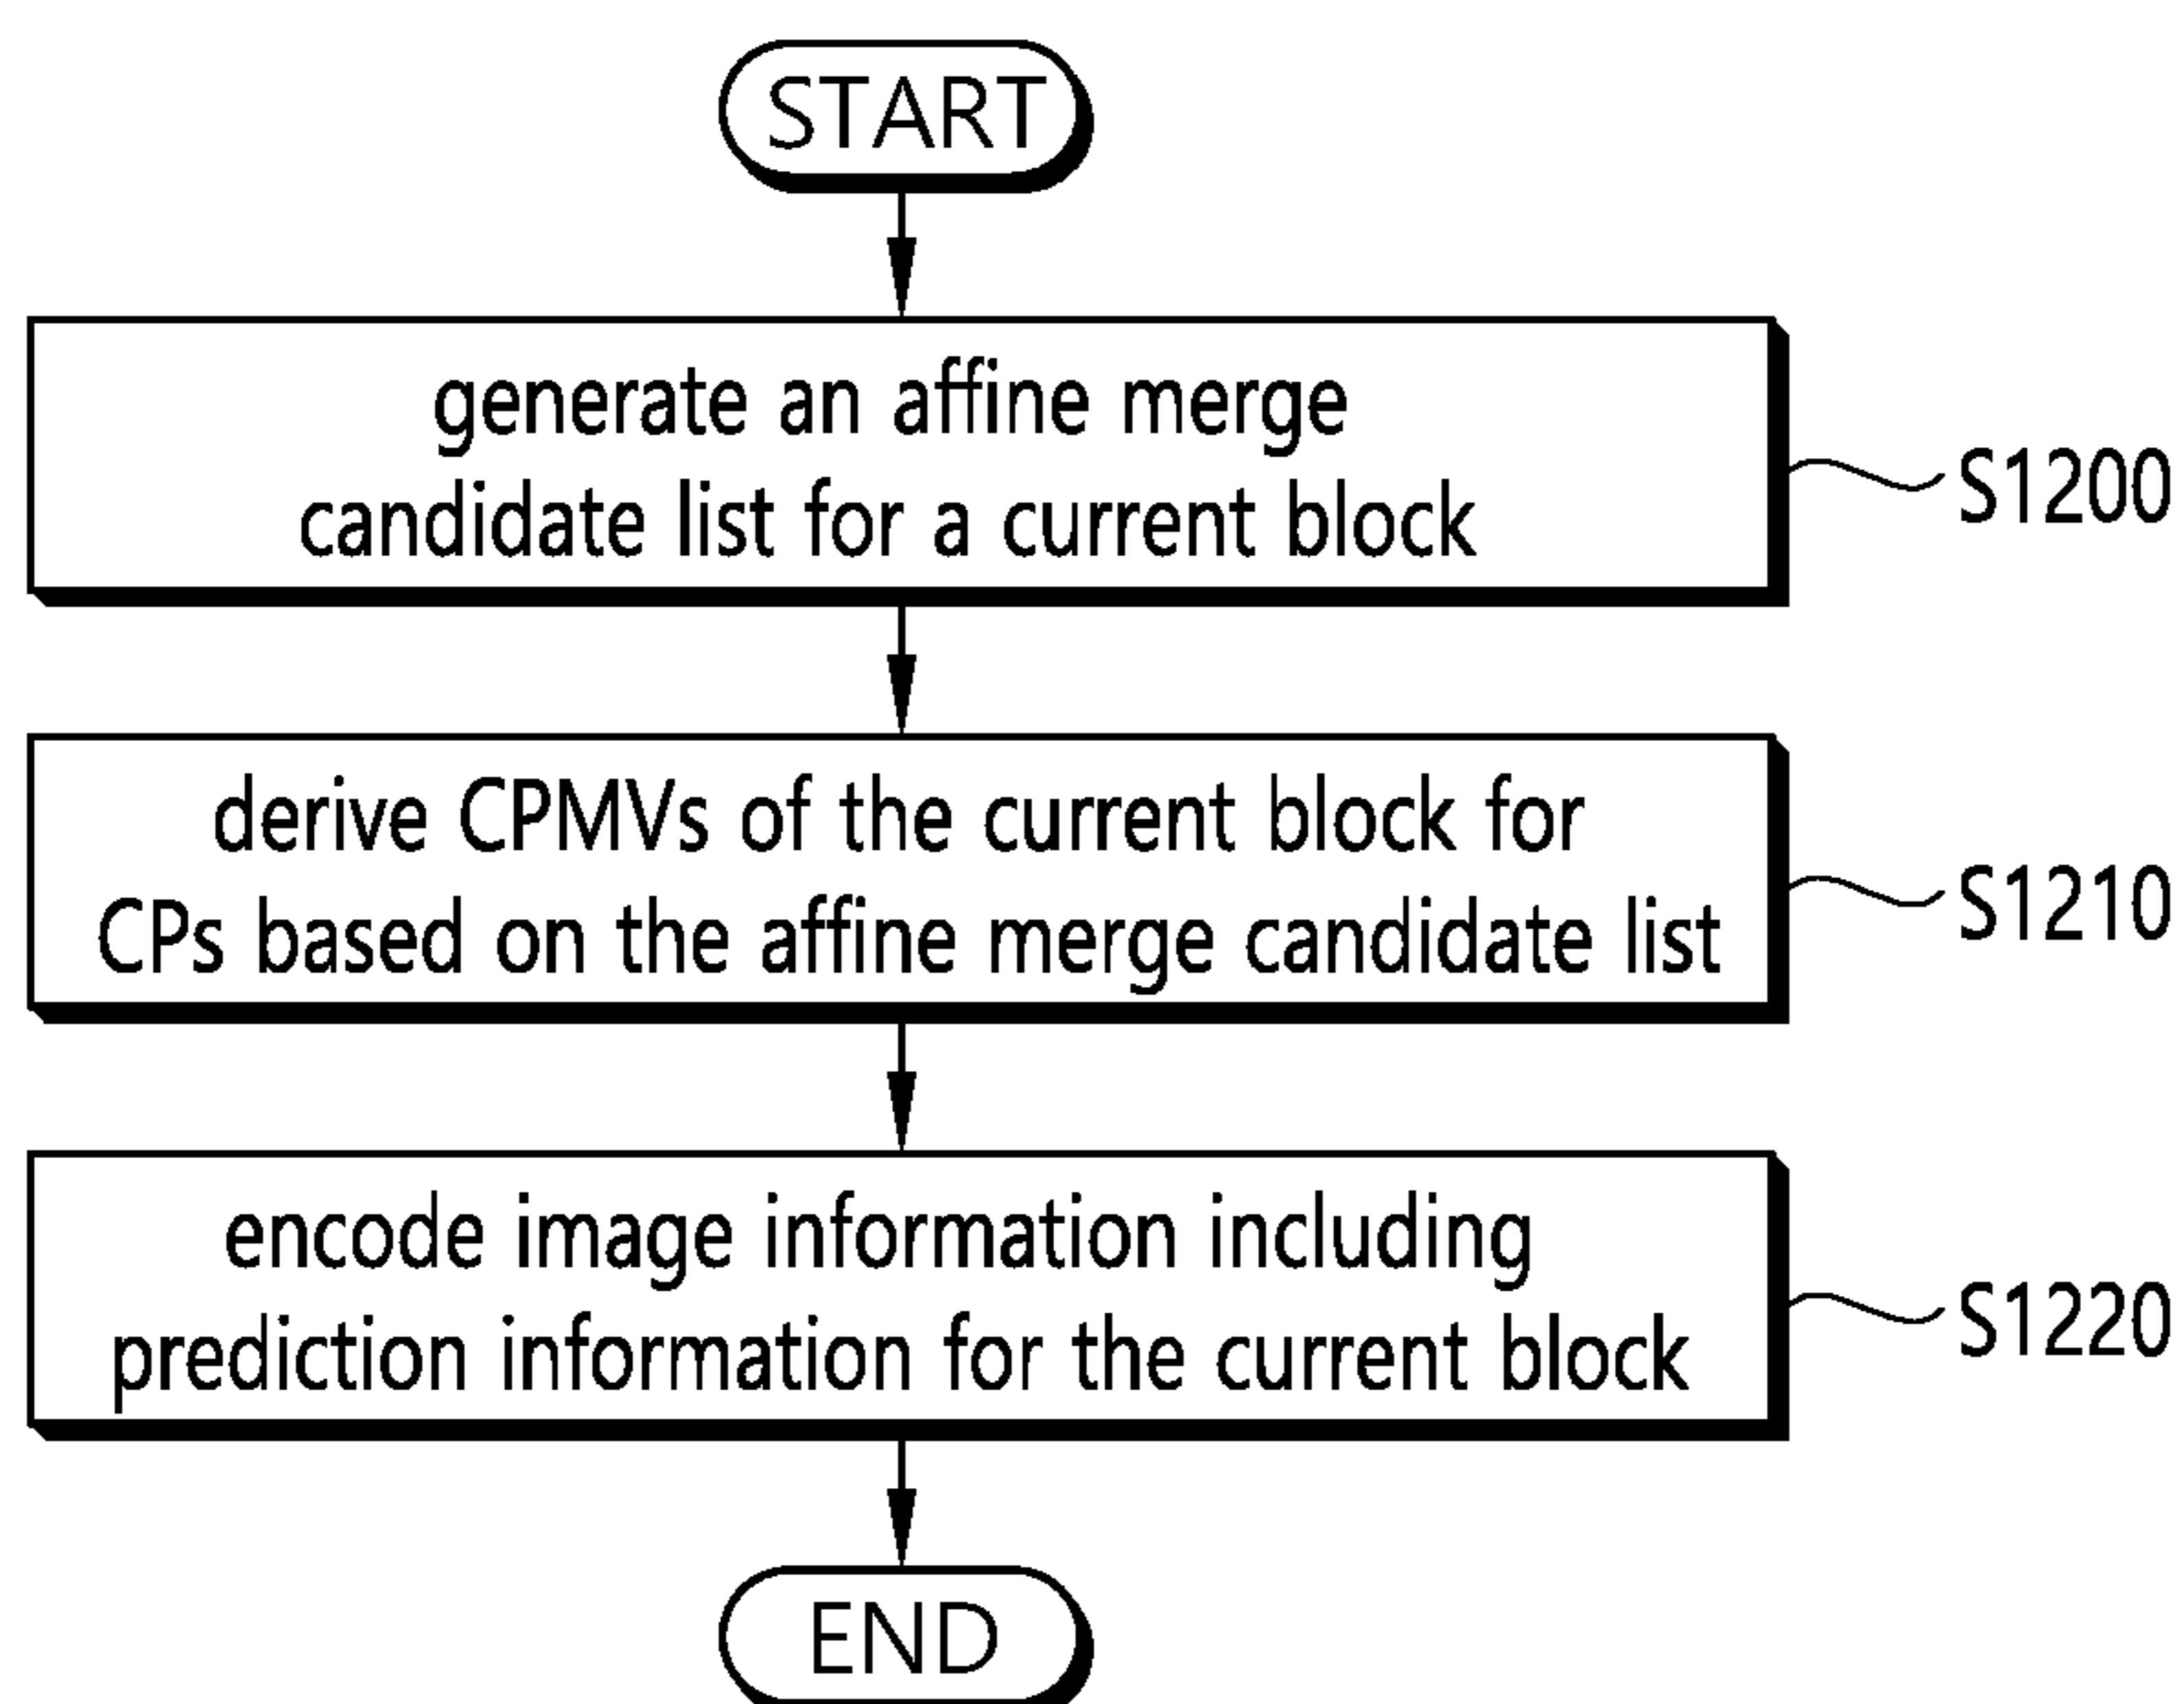 START
generate an affine merge
candidate list for a current block
S1200
derive CPMVs of the current block for
CPs based on the affine merge candidate list
S1210
encode image information including
prediction information for the current block
S1220
END